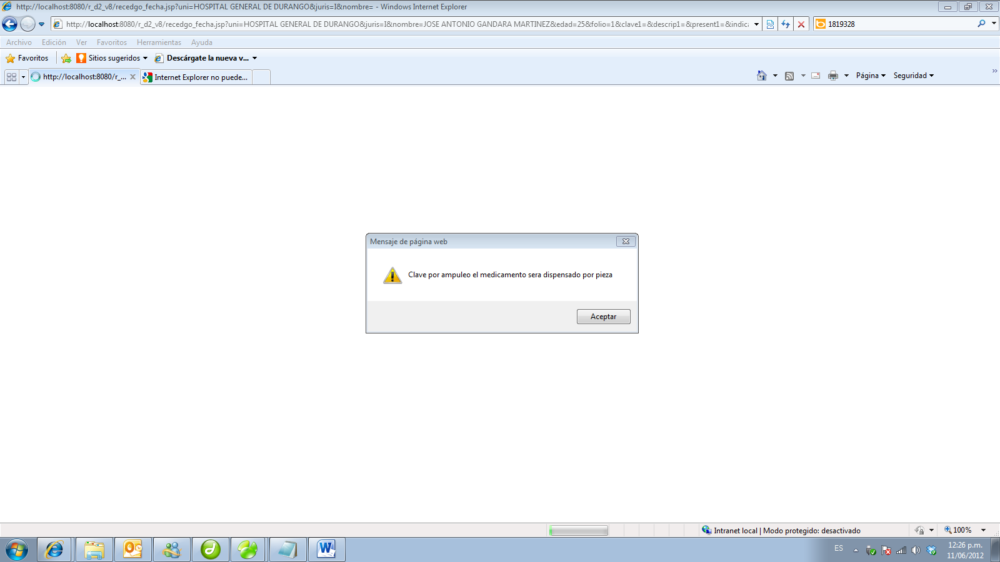 http://localhost:8080/r_d2_v8/recedgo_fecha.jsp?uni=HOSPITAL GENERAL DE DURANGO&juris=I&nombre= - Windows Internet Explorer
http://localhost:8080/r_d2_v8/recedgo_fecha.jsp?uni=HOSPITAL GENERAL DE DURANGO&juris=I&nombre=JOSE ANTONIO GANDARA MARTINEZ&edad=25&folio=1&clave1=&descrip1=&present1=&indica
1819328
Archivo Edición Ver Favoritos Herramientas Ayuda
Favoritos Sitios sugeridos Descárgate la nueva v...
http://localhost:8080/r_... Internet Explorer no puede... Página Seguridad »
Mensaje de página web
Clave por ampuleo el medicamento sera dispensado por pieza
Aceptar
Intranet local | Modo protegido: desactivado 100%
ES 12:26 p.m.
11/06/2012